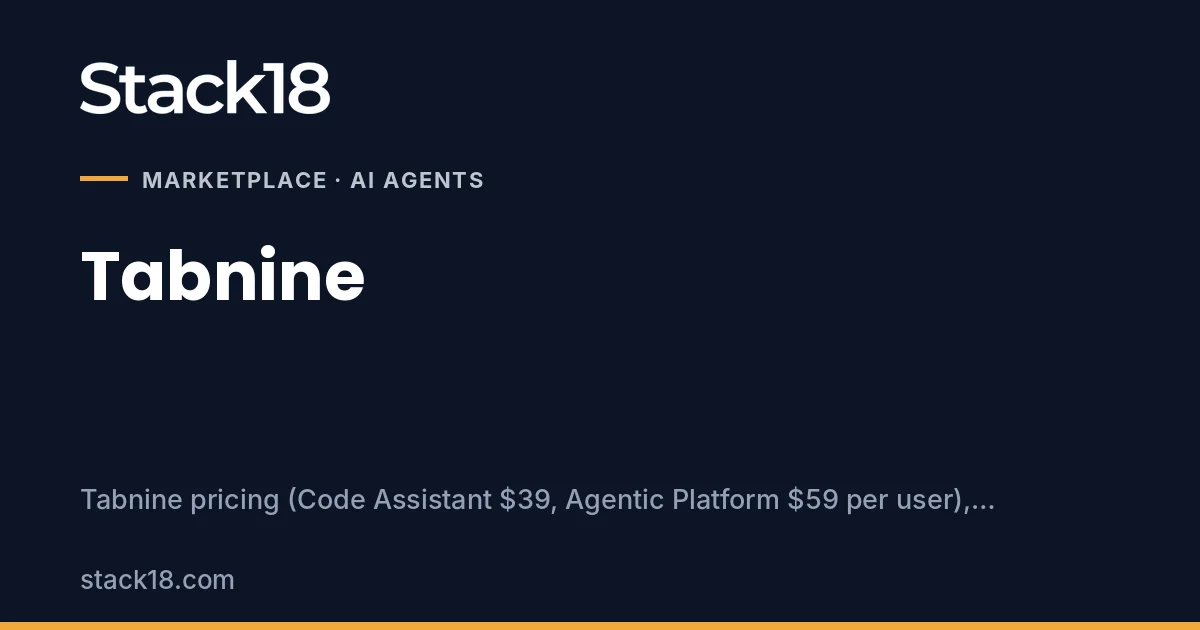 Stack18
MARKETPLACE · AI AGENTS
Tabnine
Tabnine pricing (Code Assistant $39, Agentic Platform $59 per user),...
stack18.com